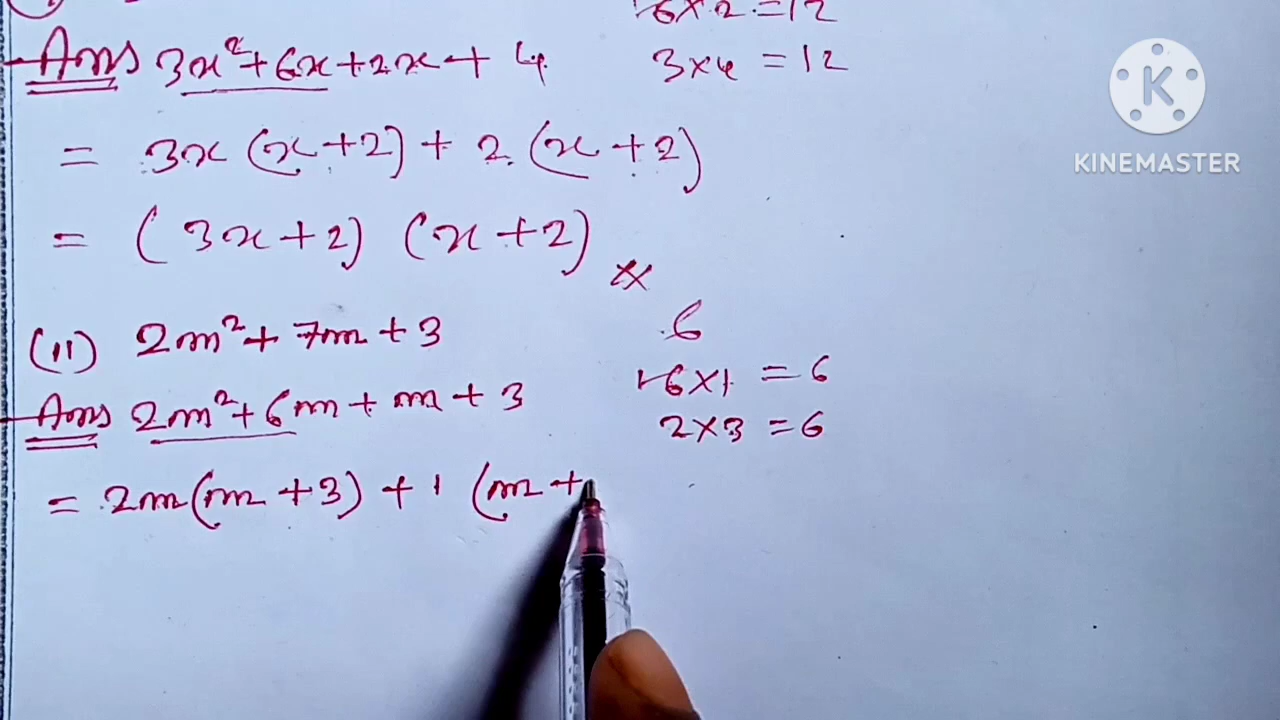 6×2 = 12
Ans 3x²+6x+2x+4
3×4 = 12
= 3x(x+2)+2(x+2)
= (3x+2)(x+2)
(II) 2m²+7m+3
6
6×1 = 6
Ans 2m²+6m+m+3
2×3 = 6
= 2m(m+3)+1(m+
KINEMASTER